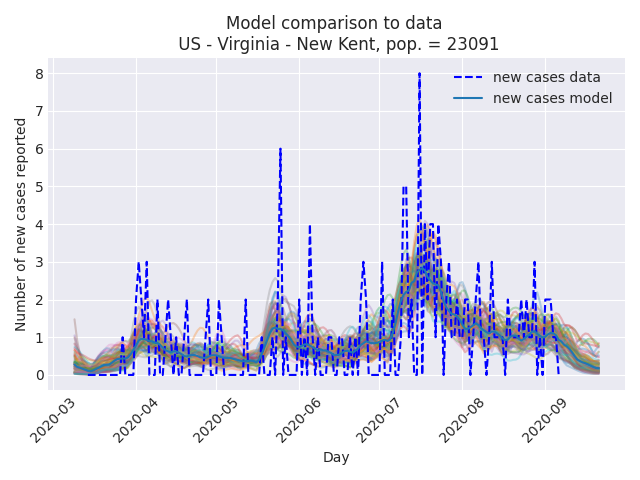 Model comparison to data
US - Virginia - New Kent, pop. = 23091
new cases data
new cases model
Number of new cases reported
8
7
6
5
4
3
2
1
0
2020-03
2020-04
2020-05
2020-06
2020-07
2020-08
2020-09
Day